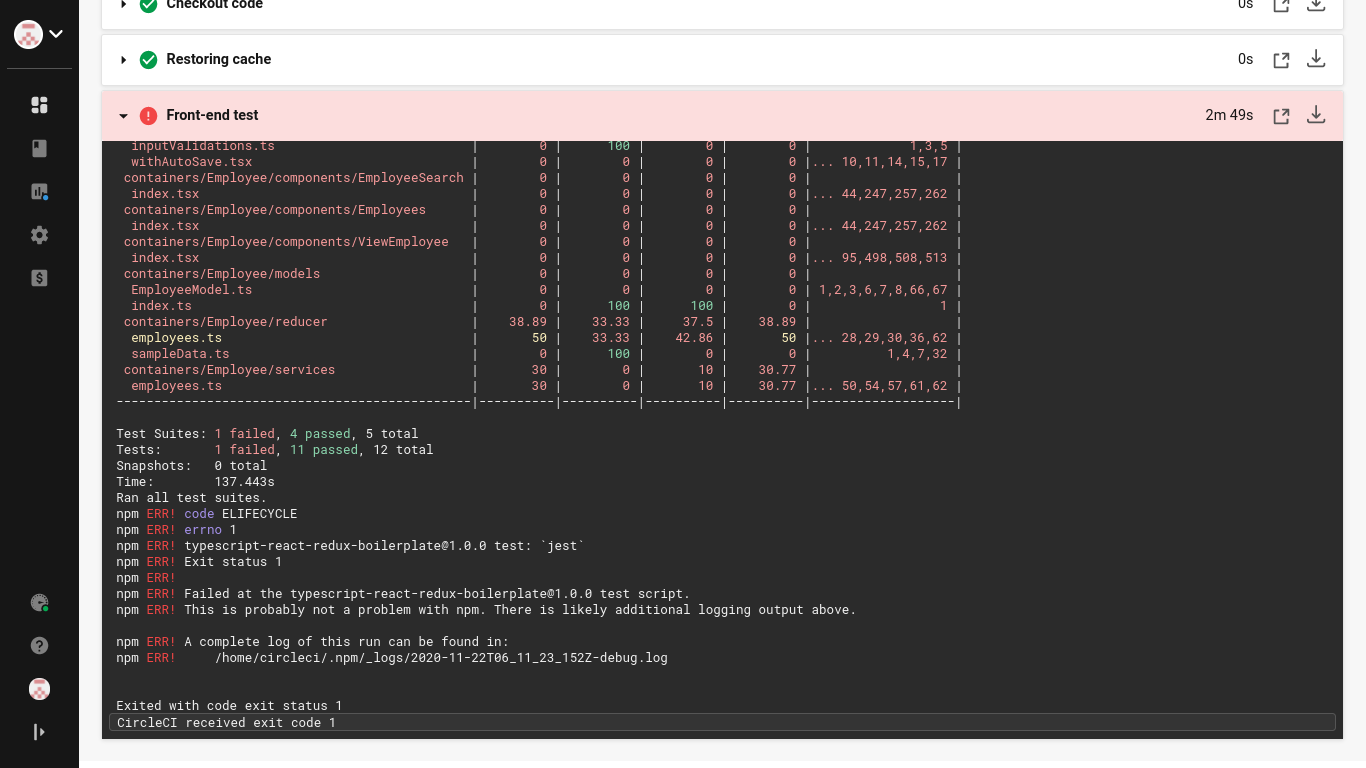 Checkout code 0s
Restoring cache 0s
Front-end test 2m 49s
inputValidations.ts | 0 | 100 | 0 | 0 | 1,3,5 |
withAutoSave.tsx | 0 | 0 | 0 | 0 |... 10,11,14,15,17 |
containers/Employee/components/EmployeeSearch | 0 | 0 | 0 | 0 | |
index.tsx | 0 | 0 | 0 | 0 |... 44,247,257,262 |
containers/Employee/components/Employees | 0 | 0 | 0 | 0 | |
index.tsx | 0 | 0 | 0 | 0 |... 44,247,257,262 |
containers/Employee/components/ViewEmployee | 0 | 0 | 0 | 0 | |
index.tsx | 0 | 0 | 0 | 0 |... 95,498,508,513 |
containers/Employee/models | 0 | 0 | 0 | 0 | |
EmployeeModel.ts | 0 | 0 | 0 | 0 | 1,2,3,6,7,8,66,67 |
index.ts | 0 | 100 | 100 | 0 | 1 |
containers/Employee/reducer | 38.89 | 33.33 | 37.5 | 38.89 | |
employees.ts | 50 | 33.33 | 42.86 | 50 |... 28,29,30,36,62 |
sampleData.ts | 0 | 100 | 0 | 0 | 1,4,7,32 |
containers/Employee/services | 30 | 0 | 10 | 30.77 | |
employees.ts | 30 | 0 | 10 | 30.77 |... 50,54,57,61,62 |
-----------------------------------------------|----------|----------|----------|----------|-------------------|
Test Suites: 1 failed, 4 passed, 5 total
Tests: 1 failed, 11 passed, 12 total
Snapshots: 0 total
Time: 137.443s
Ran all test suites.
npm ERR! code ELIFECYCLE
npm ERR! errno 1
npm ERR! typescript-react-redux-boilerplate@1.0.0 test: `jest`
npm ERR! Exit status 1
npm ERR!
npm ERR! Failed at the typescript-react-redux-boilerplate@1.0.0 test script.
npm ERR! This is probably not a problem with npm. There is likely additional logging output above.
npm ERR! A complete log of this run can be found in:
npm ERR! /home/circleci/.npm/_logs/2020-11-22T06_11_23_152Z-debug.log
Exited with code exit status 1
CircleCI received exit code 1